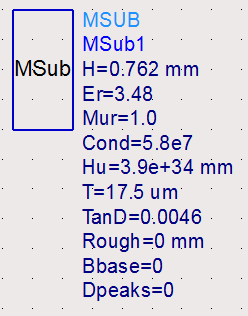 MSub
MSUB
MSub1
H=0.762 mm
Er=3.48
Mur=1.0
Cond=5.8e7
Hu=3.9e+34 mm
T=17.5 um
TanD=0.0046
Rough=0 mm
Bbase=0
Dpeaks=0